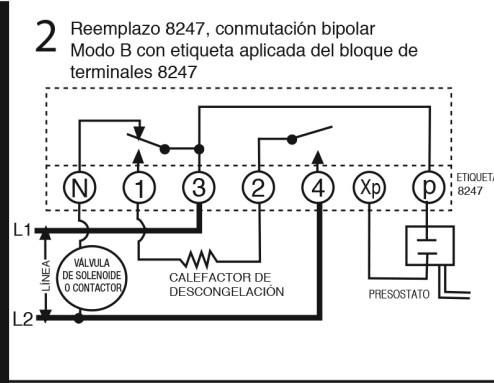 2
Reemplazo 8247, conmutación bipolar
Modo B con etiqueta aplicada del bloque de
terminales 8247
N 1 3 2 4 Xp p
ETIQUETA
8247
L1
LÍNEA
VÁLVULA
DE SOLENOIDE
O CONTACTOR
CALEFACTOR DE
DESCONGELACIÓN
PRESOSTATO
L2